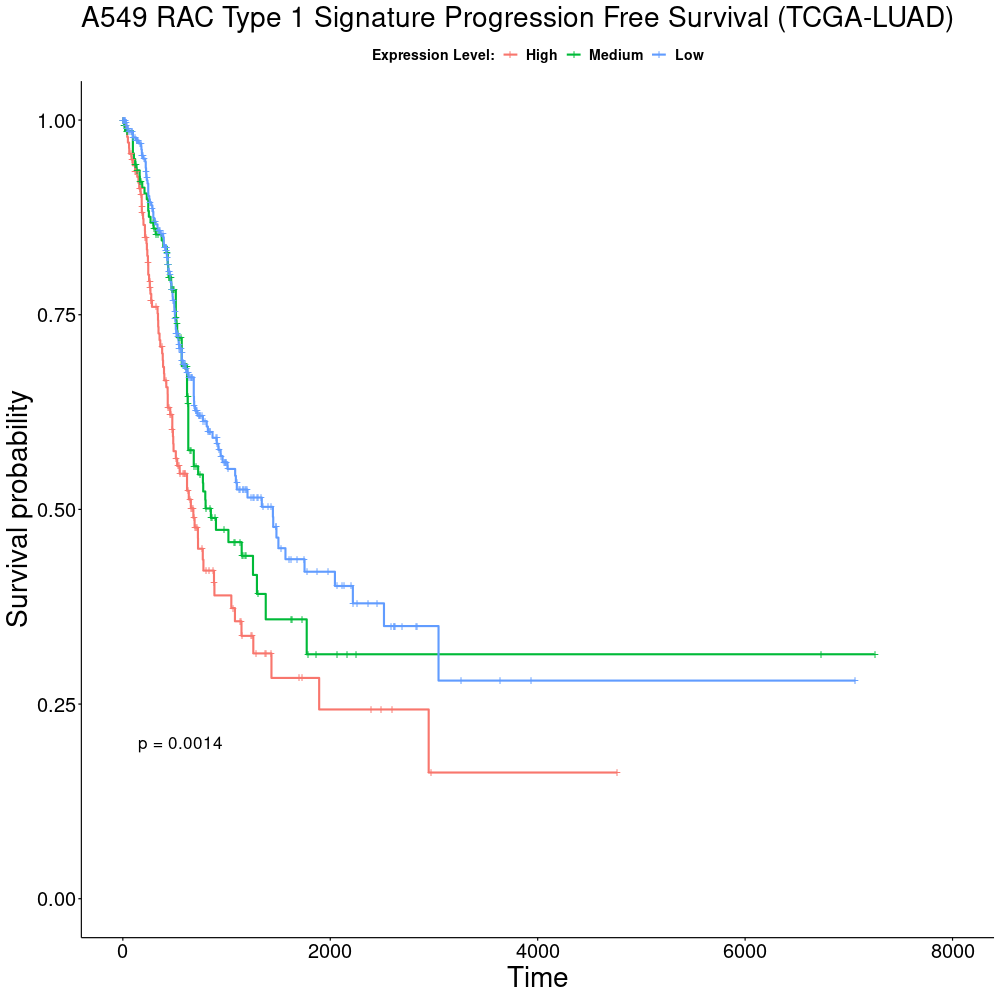 A549 RAC Type 1 Signature Progression Free Survival (TCGA-LUAD)
Expression Level: High Medium Low
Survival probability
1.00
0.75
0.50
0.25
0.00
p = 0.0014
0 2000 4000 6000 8000
Time